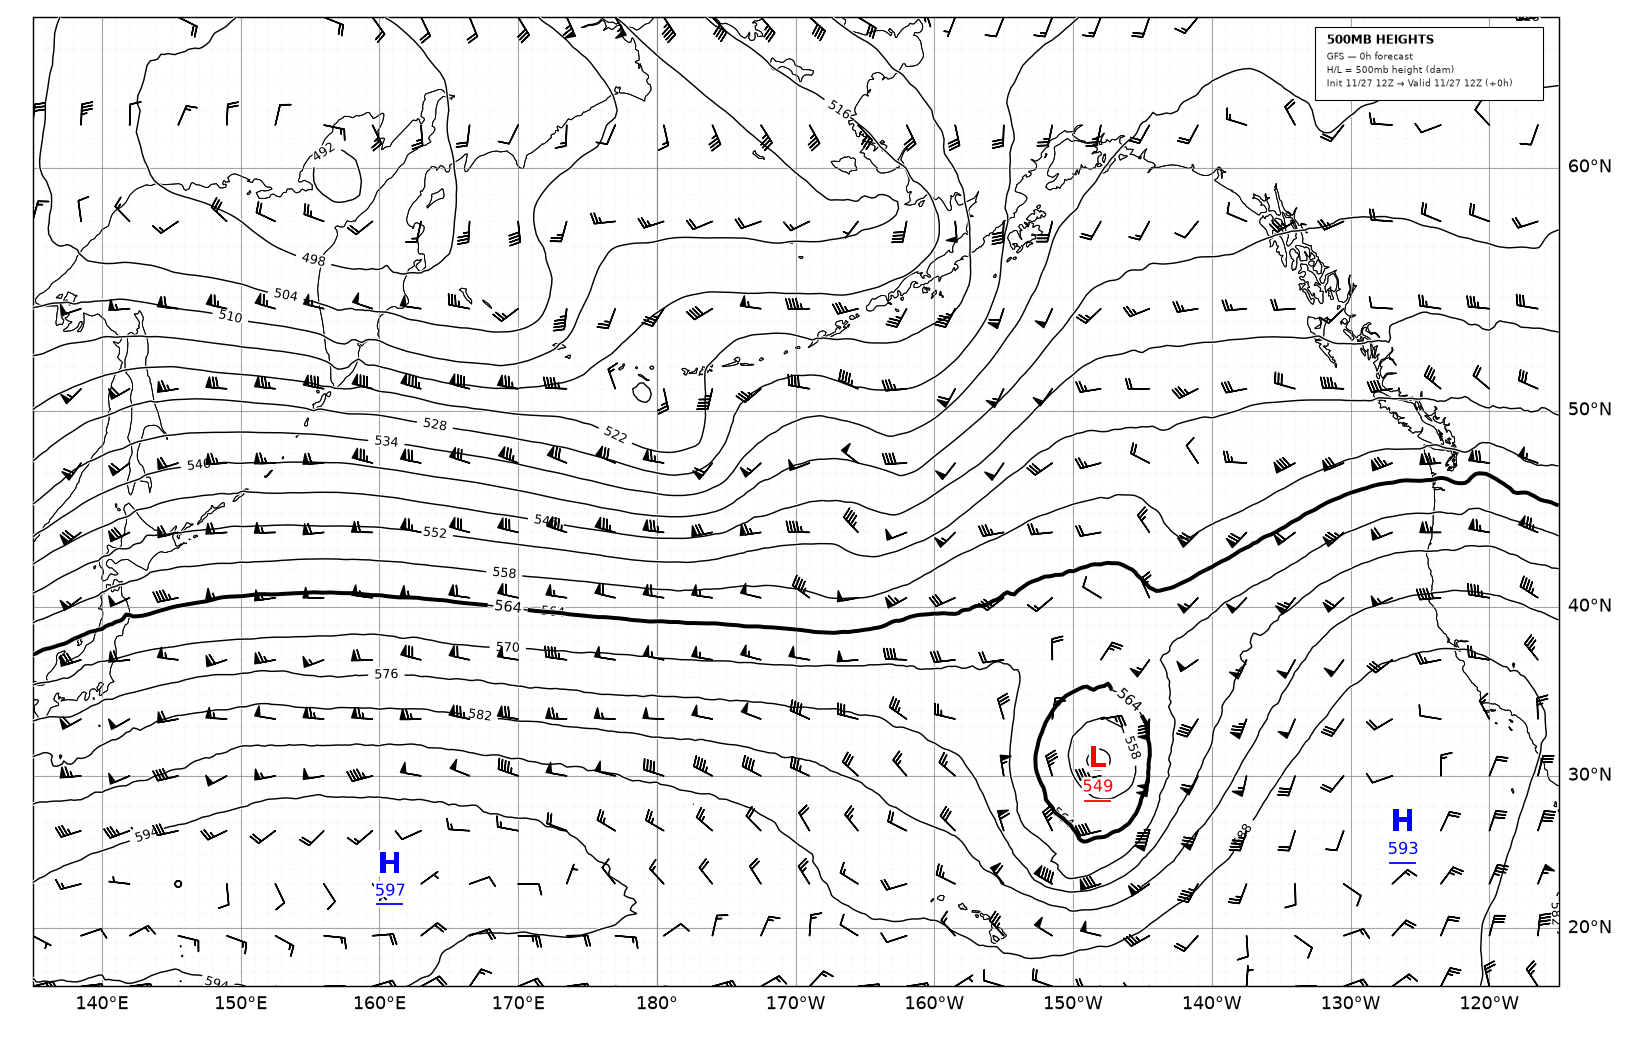 500MB HEIGHTS
GFS — 0h forecast
H/L = 500mb height (dam)
Init 11/27 12Z → Valid 11/27 12Z (+0h)
516
492
60°N
498
504
510
50°N
528
522
534
540
552
558
564
40°N
570
576
564
582
558
L
549
30°N
H
593
588
594
H
597
582
20°N
594
140°E
150°E
160°E
170°E
180°
170°W
160°W
150°W
140°W
130°W
120°W